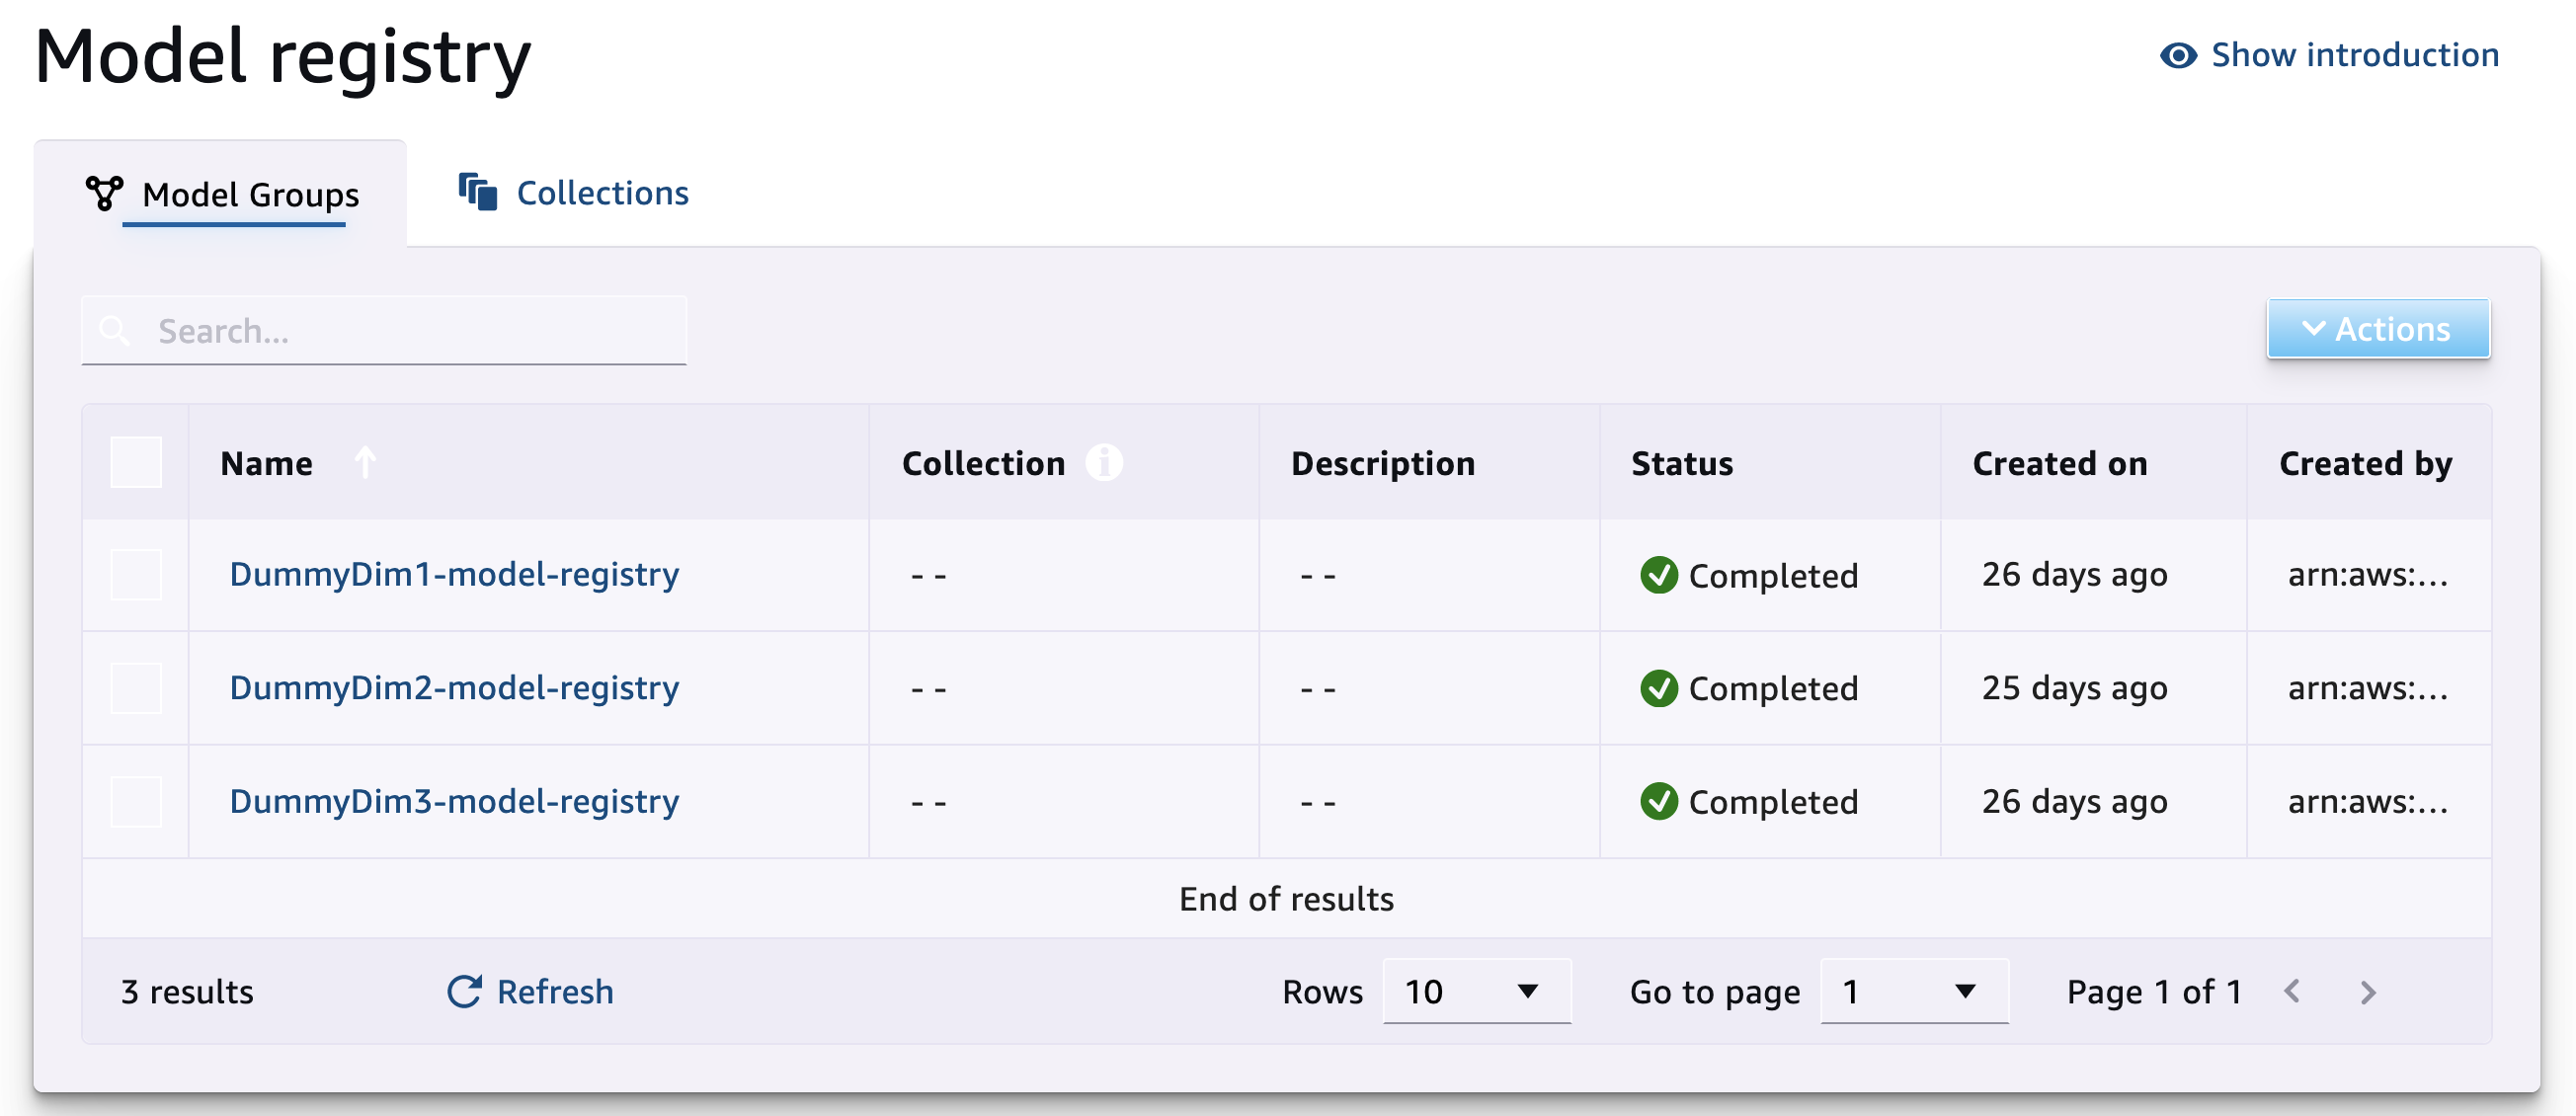 Model registry
Show introduction
Model Groups
Collections
Search...
Actions
Name Collection Description Status Created on Created by
DummyDim1-model-registry -- -- Completed 26 days ago arn:aws:...
DummyDim2-model-registry -- -- Completed 25 days ago arn:aws:...
DummyDim3-model-registry -- -- Completed 26 days ago arn:aws:...
End of results
3 results Refresh Rows 10 Go to page 1 Page 1 of 1